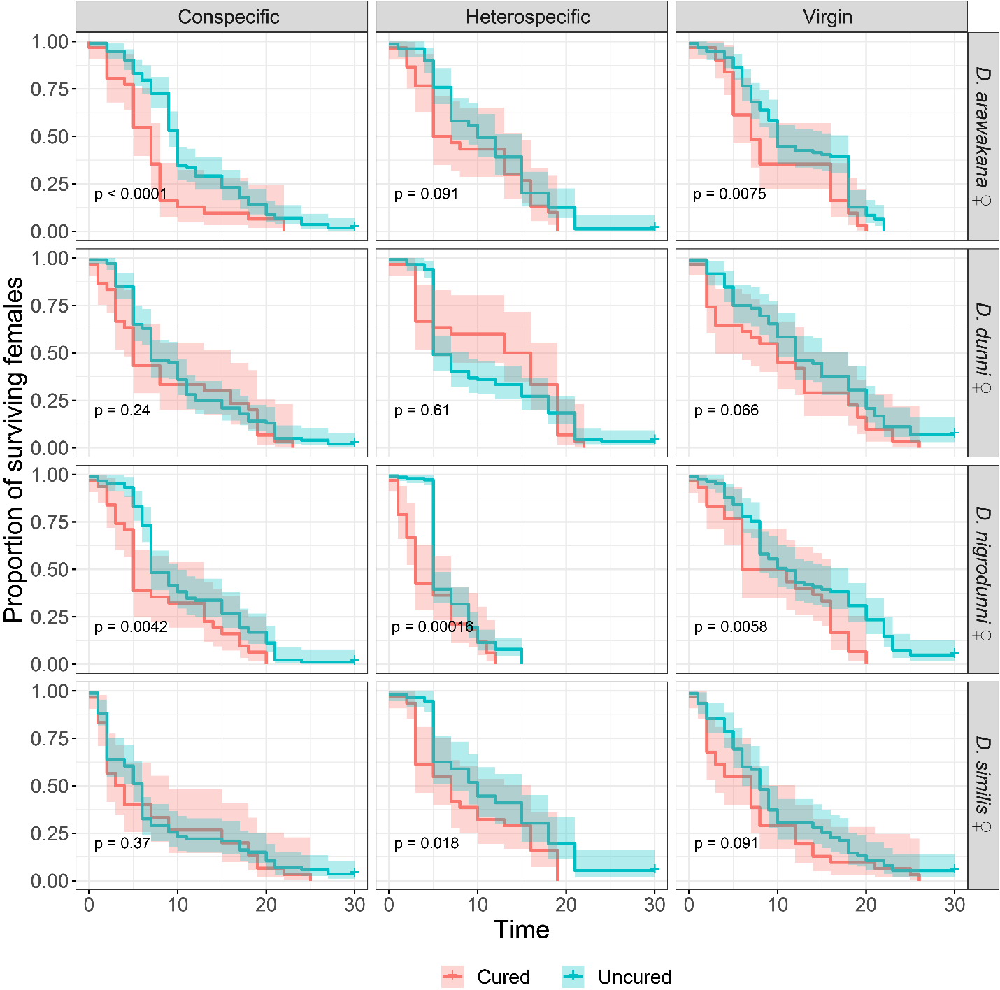 Conspecific Heterospecific Virgin
Proportion of surviving females
1.00
0.75
0.50
0.25
0.00
p < 0.0001
p = 0.091
p = 0.0075
D. arawakana ♀
1.00
0.75
0.50
0.25
0.00
p = 0.24
p = 0.61
p = 0.066
D. dunni ♀
1.00
0.75
0.50
0.25
0.00
p = 0.0042
p = 0.00016
p = 0.0058
D. nigrodunni ♀
1.00
0.75
0.50
0.25
0.00
p = 0.37
p = 0.018
p = 0.091
D. similis ♀
0 10 20 30 0 10 20 30 0 10 20 30
Time
Cured Uncured